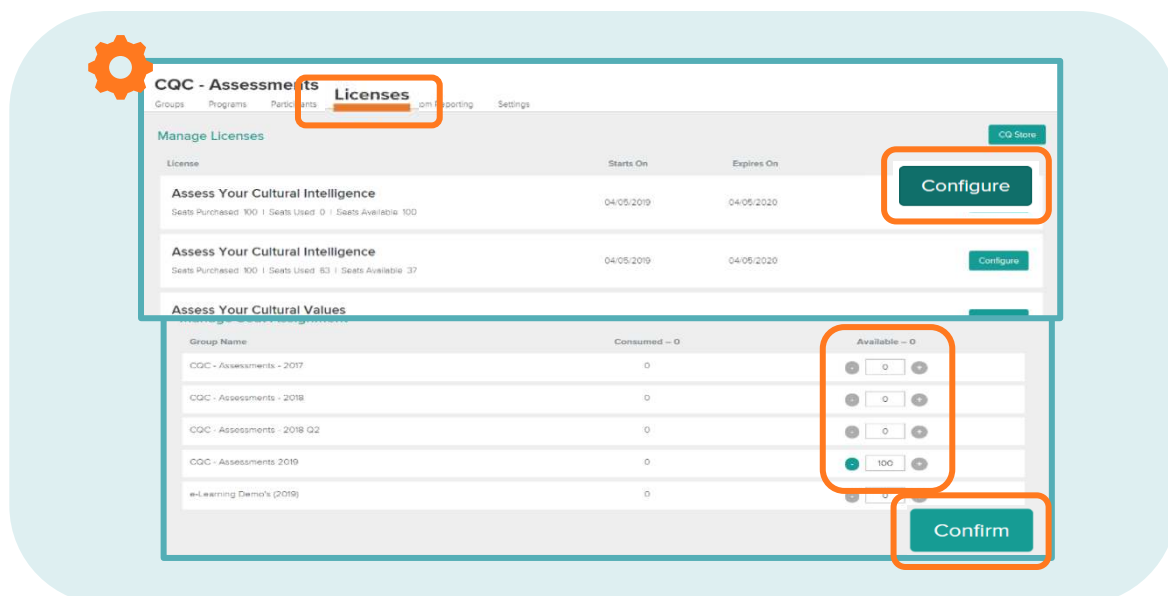 CQC - Assessments
Groups Programs Participants Licenses om Reporting Settings
Manage Licenses CQ Store
License Starts On Expires On
Assess Your Cultural Intelligence 04/05/2019 04/05/2020 Configure
Seats Purchased 100 | Seats Used 0 | Seats Available 100
Assess Your Cultural Intelligence 04/05/2019 04/05/2020 Configure
Seats Purchased 100 | Seats Used 63 | Seats Available 37
Assess Your Cultural Values
Group Name Consumed – 0 Available – 0
CQC - Assessments - 2017 0 - 0 +
CQC - Assessments - 2018 0 - 0 +
CQC - Assessments - 2018 Q2 0 - 0 +
CQC - Assessments 2019 0 - 100 +
e-Learning Demo's (2019) 0 - 0 +
Confirm